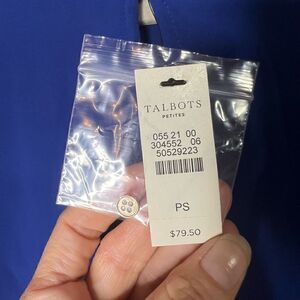 TALBOTS
PETITES
055 21 00
304552 06
50529223
PS
$79.50